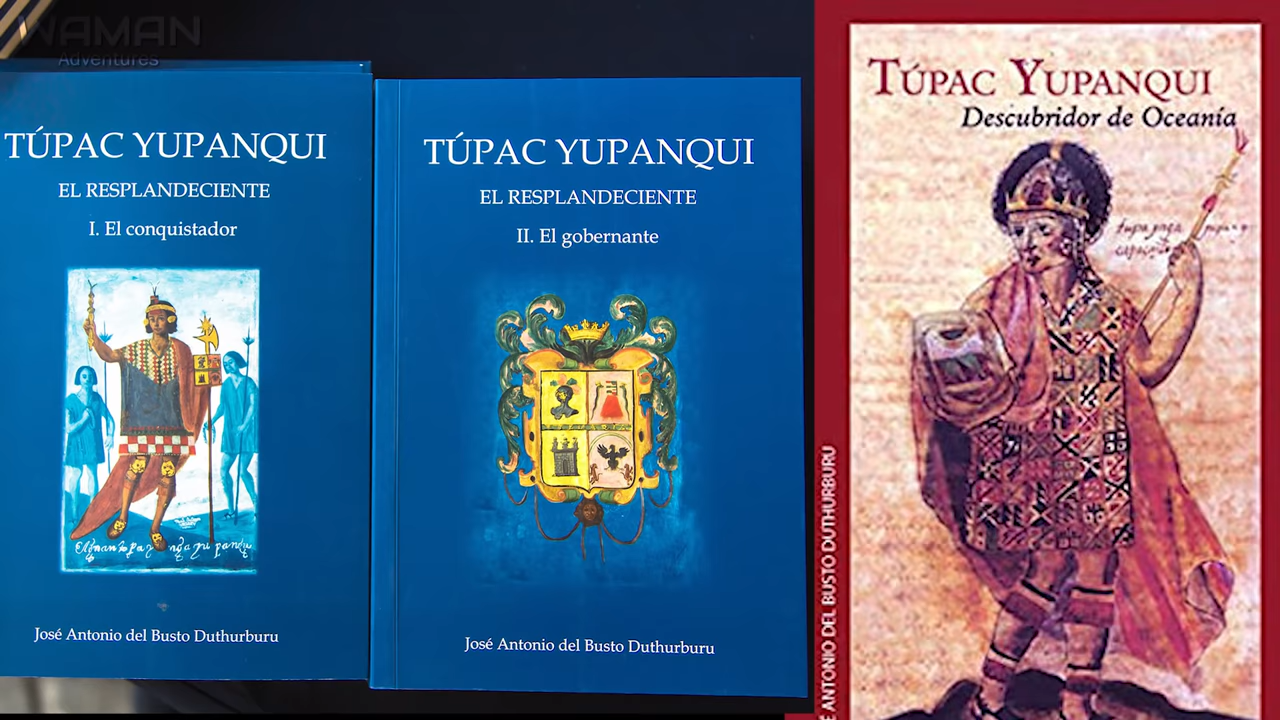 WAMAN
Adventures
TÚPAC YUPANQUI
EL RESPLANDECIENTE
I. El conquistador
José Antonio del Busto Duthurburu
TÚPAC YUPANQUI
EL RESPLANDECIENTE
II. El gobernante
José Antonio del Busto Duthurburu
TÚPAC YUPANQUI
Descubridor de Oceanía
ANTONIO DEL BUSTO DUTHURBURU